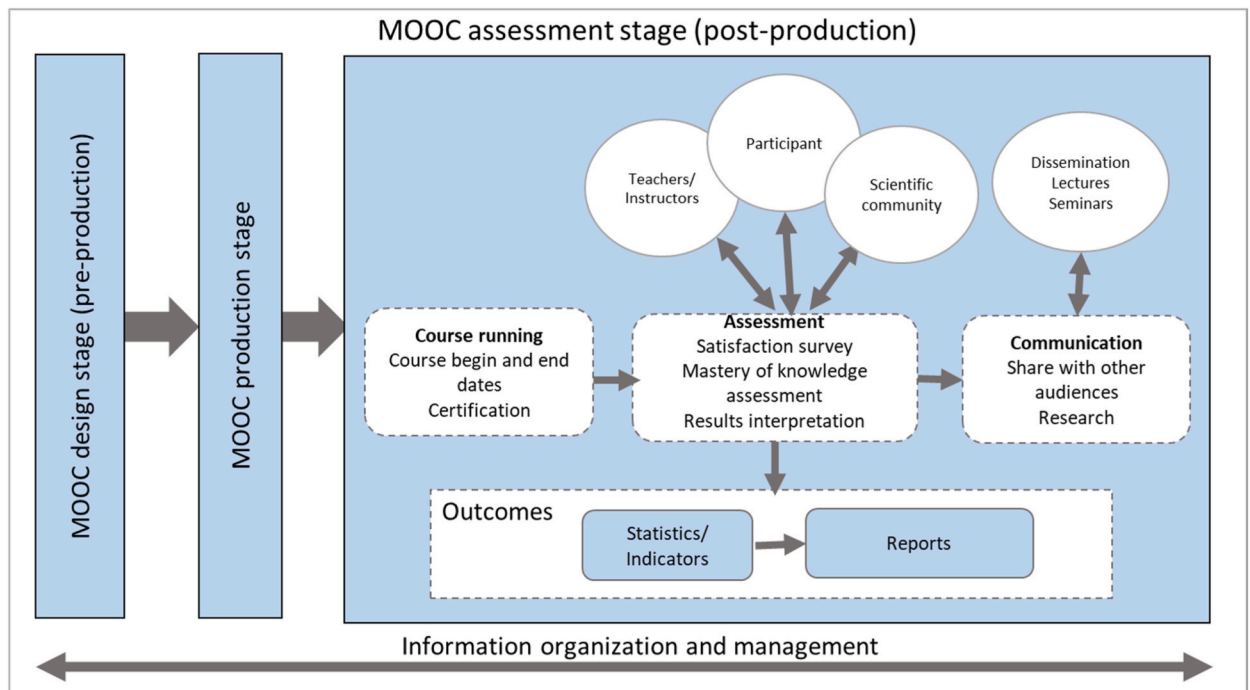 MOOC assessment stage (post-production)
MOOC design stage (pre-production)
MOOC production stage
Teachers/
Instructors
Participant
Scientific
community
Dissemination
Lectures
Seminars
Course running
Course begin and end
dates
Certification
Assessment
Satisfaction survey
Mastery of knowledge
assessment
Results interpretation
Communication
Share with other
audiences
Research
Outcomes
Statistics/
Indicators
Reports
Information organization and management